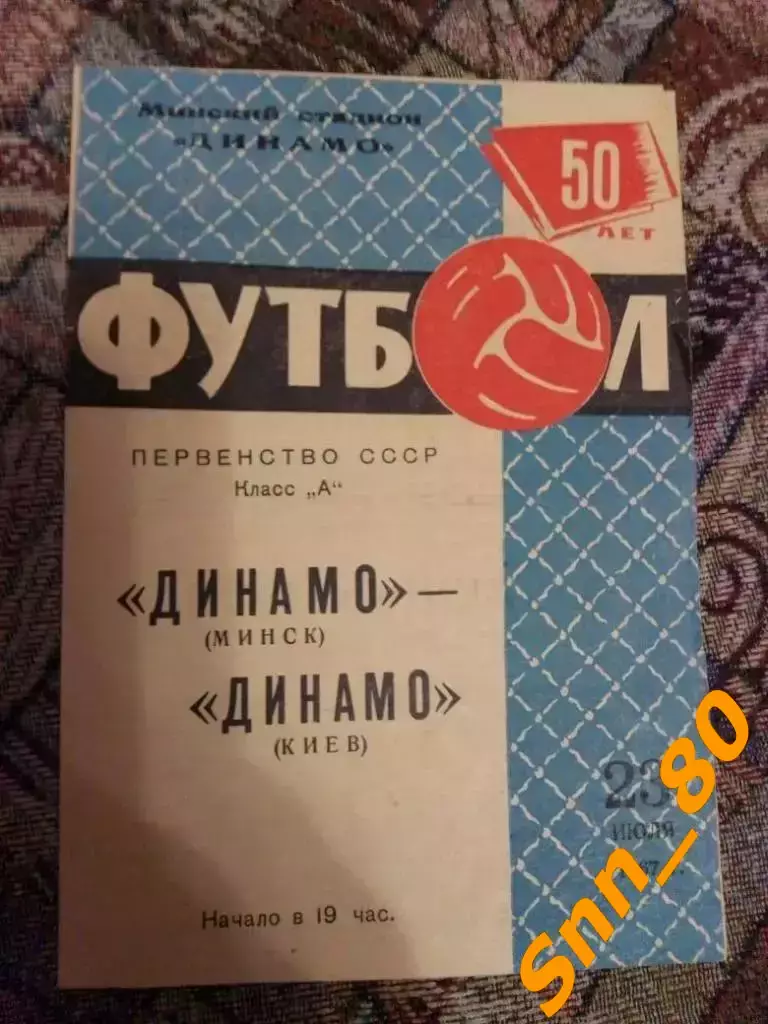 Минский стадион
«ДИНАМО»
50
ЛЕТ
ФУТБОЛ
ПЕРВЕНСТВО СССР
Класс „А“
«ДИНАМО» —
(МИНСК)
«ДИНАМО»
(КИЕВ)
23
ИЮЛЯ
67 г.
Начало в 19 час.
Snn_80